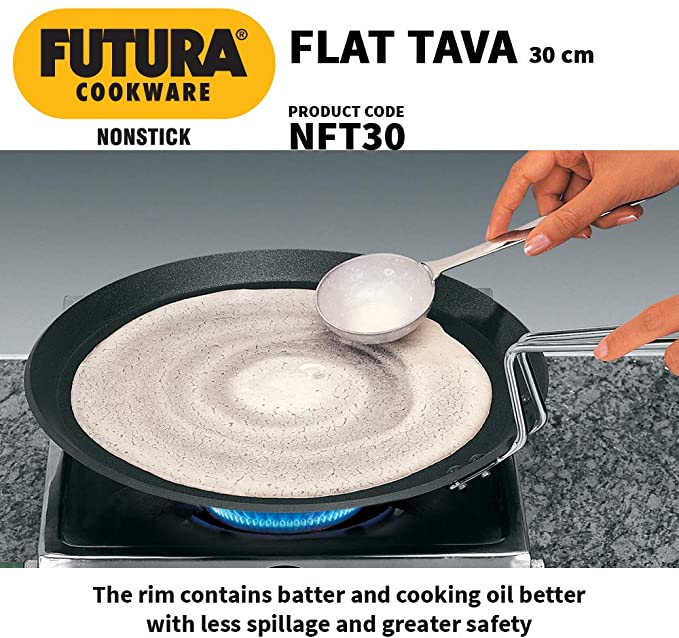 FUTURA®
COOKWARE
NONSTICK
FLAT TAVA 30 cm
PRODUCT CODE
NFT30
The rim contains batter and cooking oil better
with less spillage and greater safety